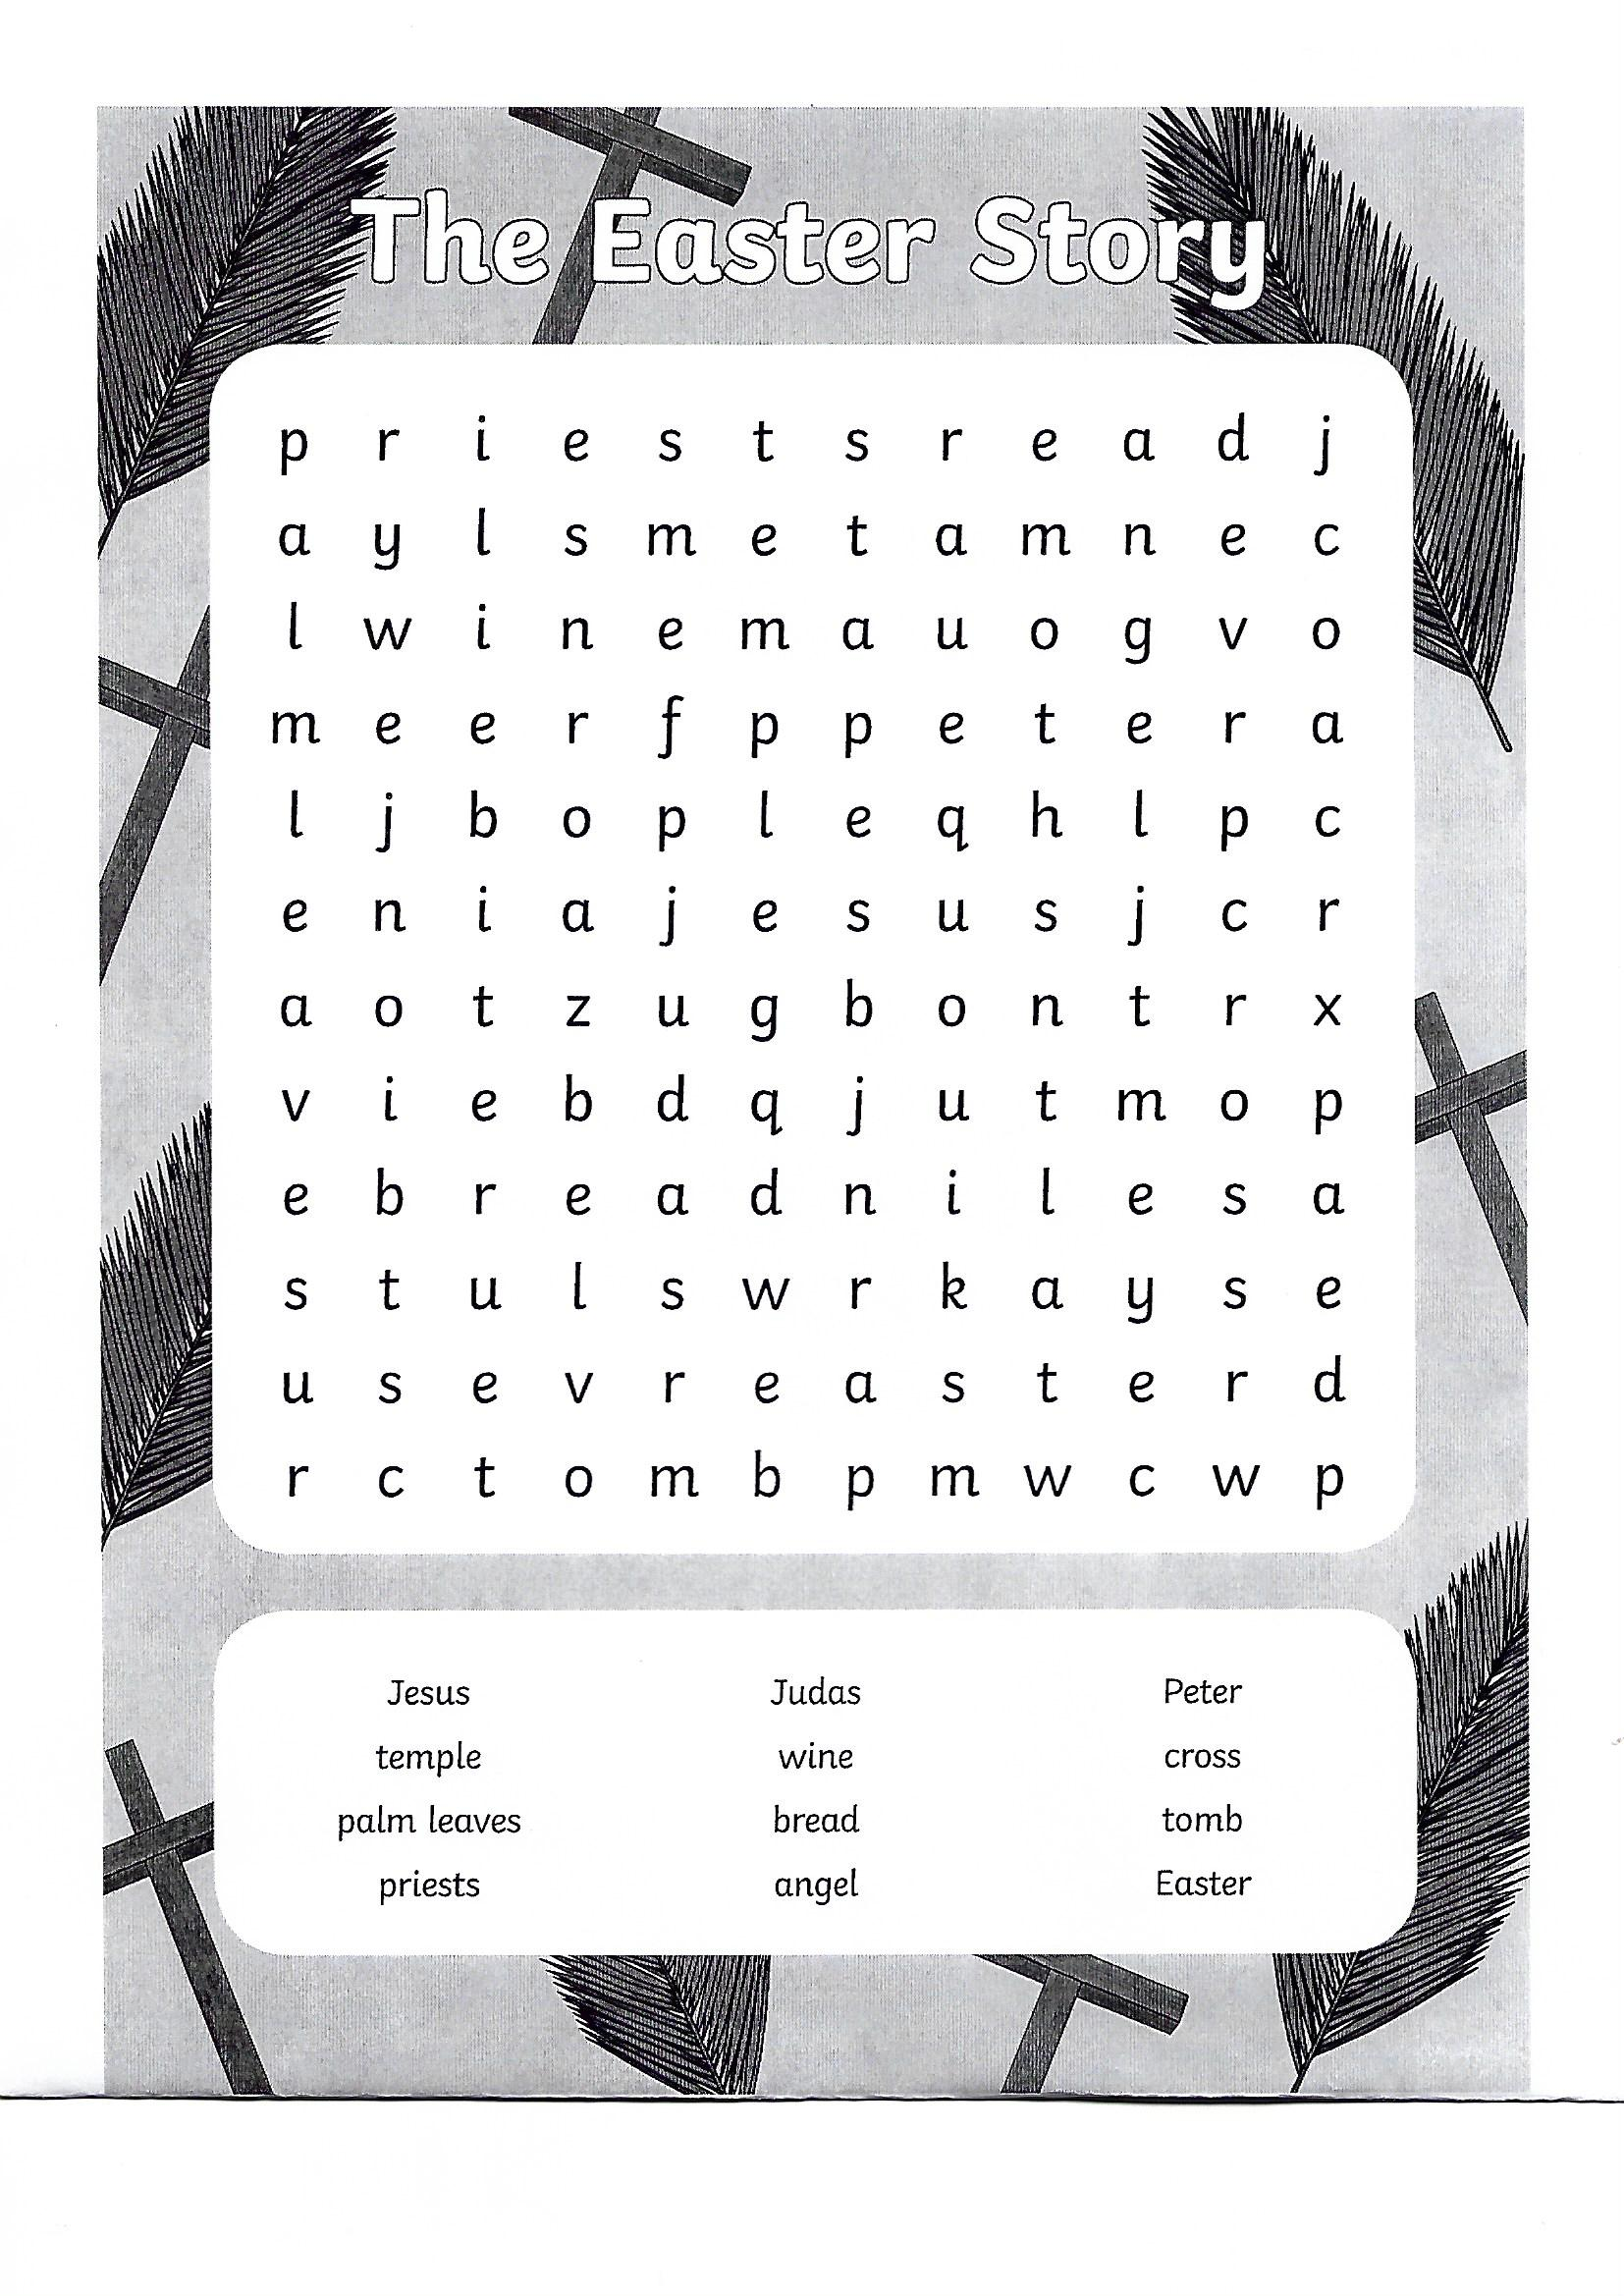 The Easter Story
p r i e s t s r e a d j
a y l s m e t a m n e c
l w i n e m a u o g v o
m e e r f p p e t e r a
l j b o p l e q h l p c
e n i a j e s u s j c r
a o t z u g b o n t r x
v i e b d q j u t m o p
e b r e a d n i l e s a
s t u l s w r k a y s e
u s e v r e a s t e r d
r c t o m b p m w c w p
Jesus Judas Peter
temple wine cross
palm leaves bread tomb
priests angel Easter